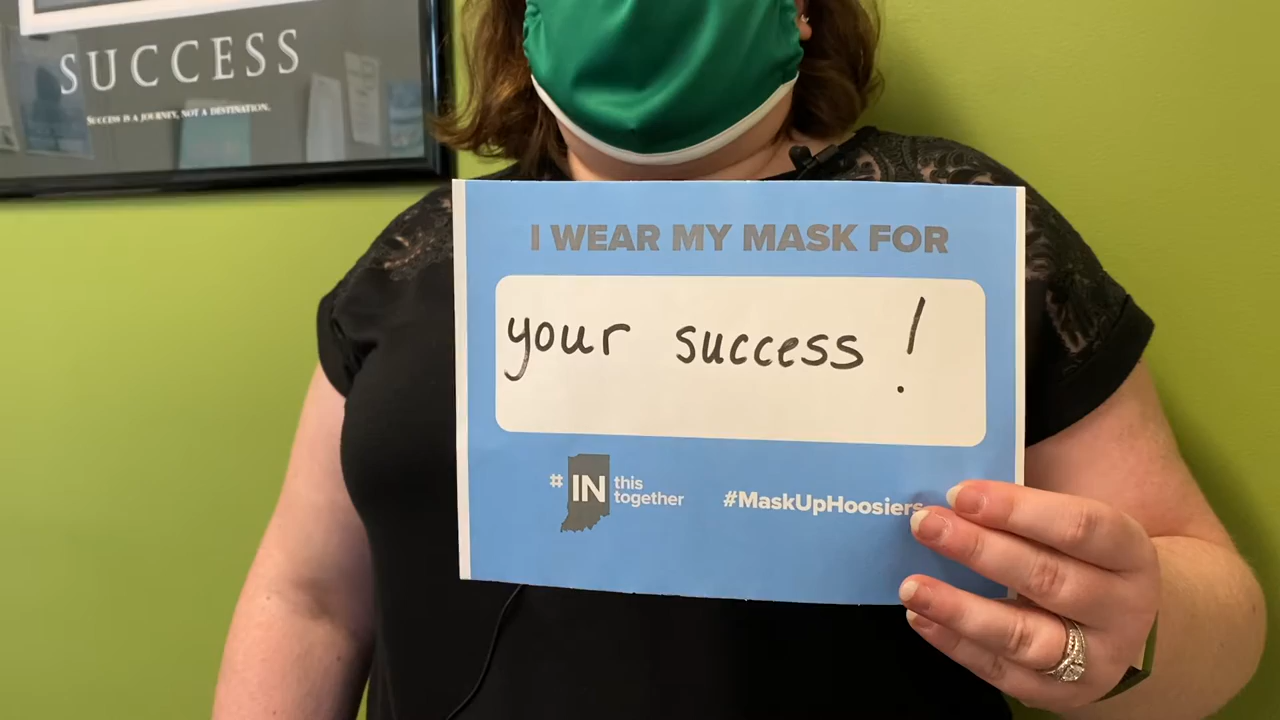 SUCCESS
SUCCESS IS A JOURNEY, NOT A DESTINATION.
I WEAR MY MASK FOR
your success!
#IN this together
#MaskUpHoosiers